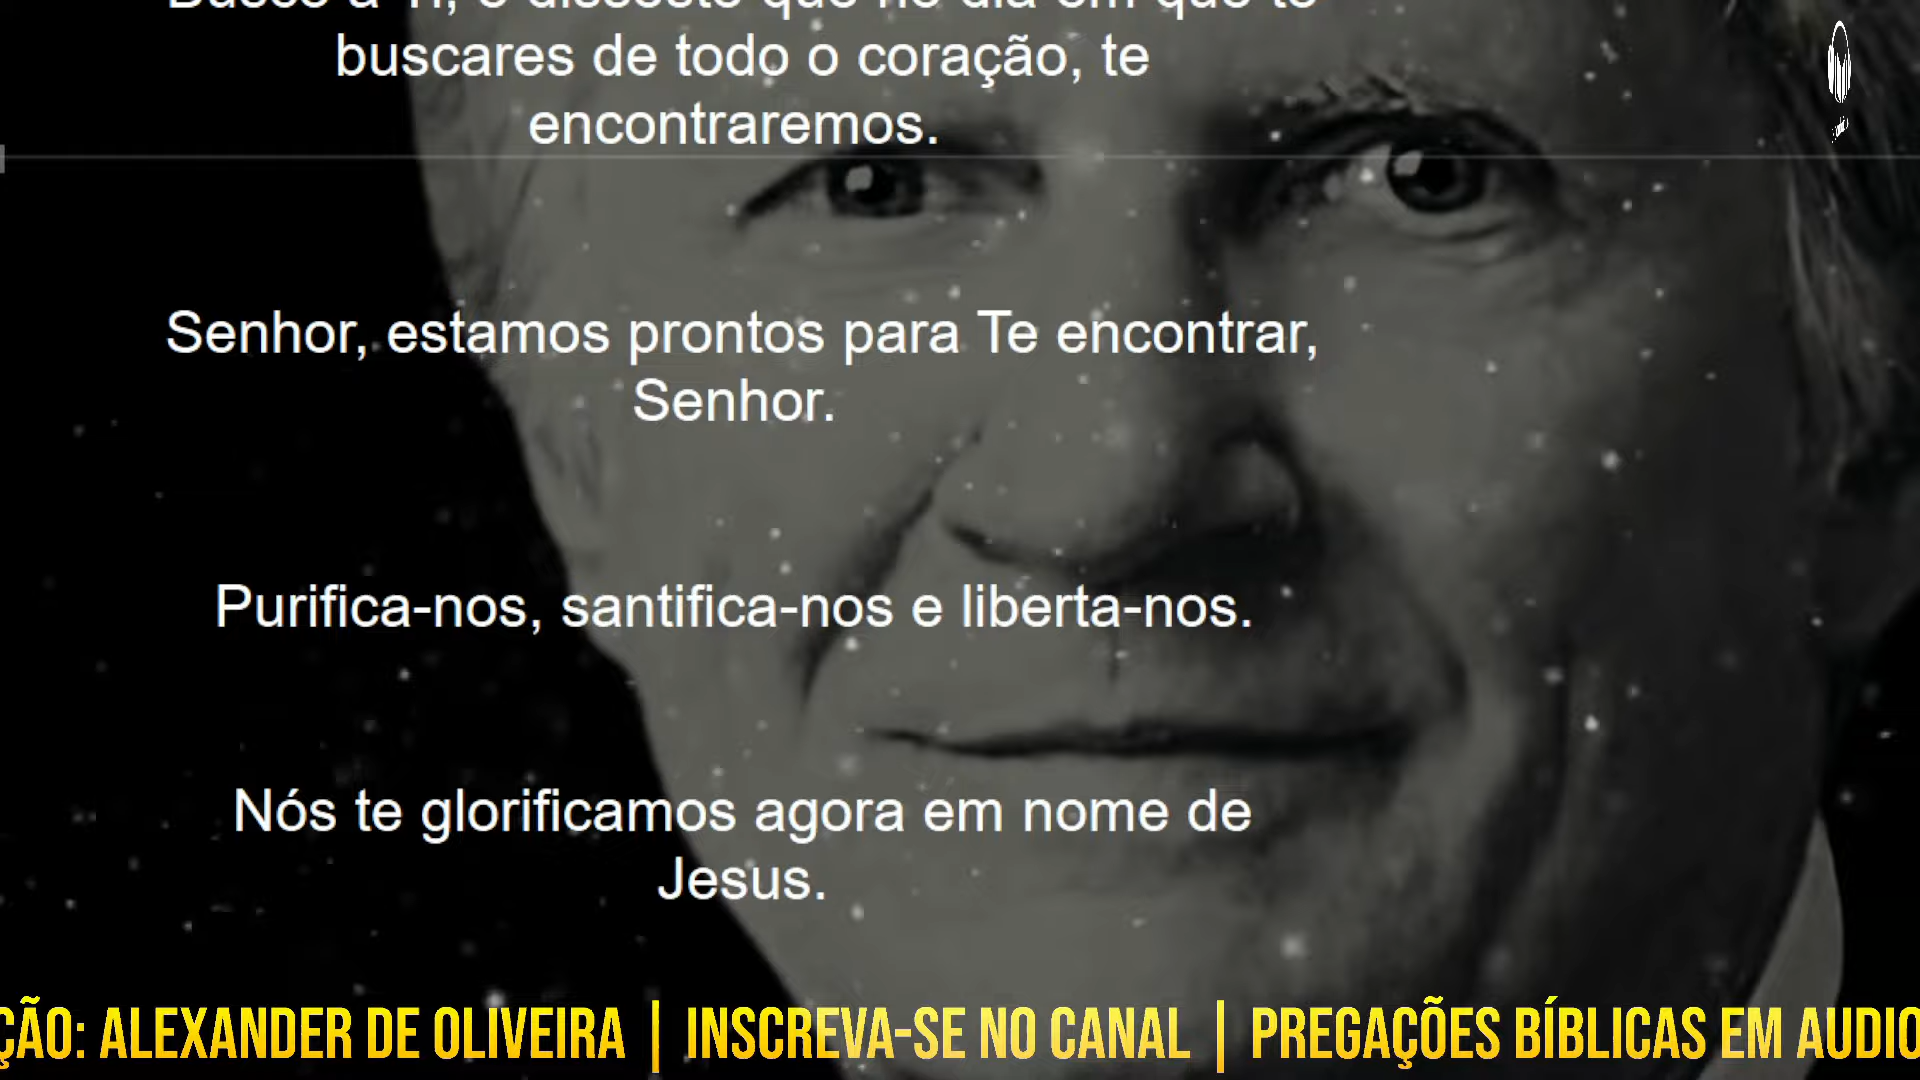 buscares de todo o coração, te
encontraremos.
Senhor, estamos prontos para Te encontrar,
Senhor.
Purifica-nos, santifica-nos e liberta-nos.
Nós te glorificamos agora em nome de
Jesus.
ÇÃO: ALEXANDER DE OLIVEIRA | INSCREVA-SE NO CANAL | PREGAÇÕES BÍBLICAS EM AUDIO